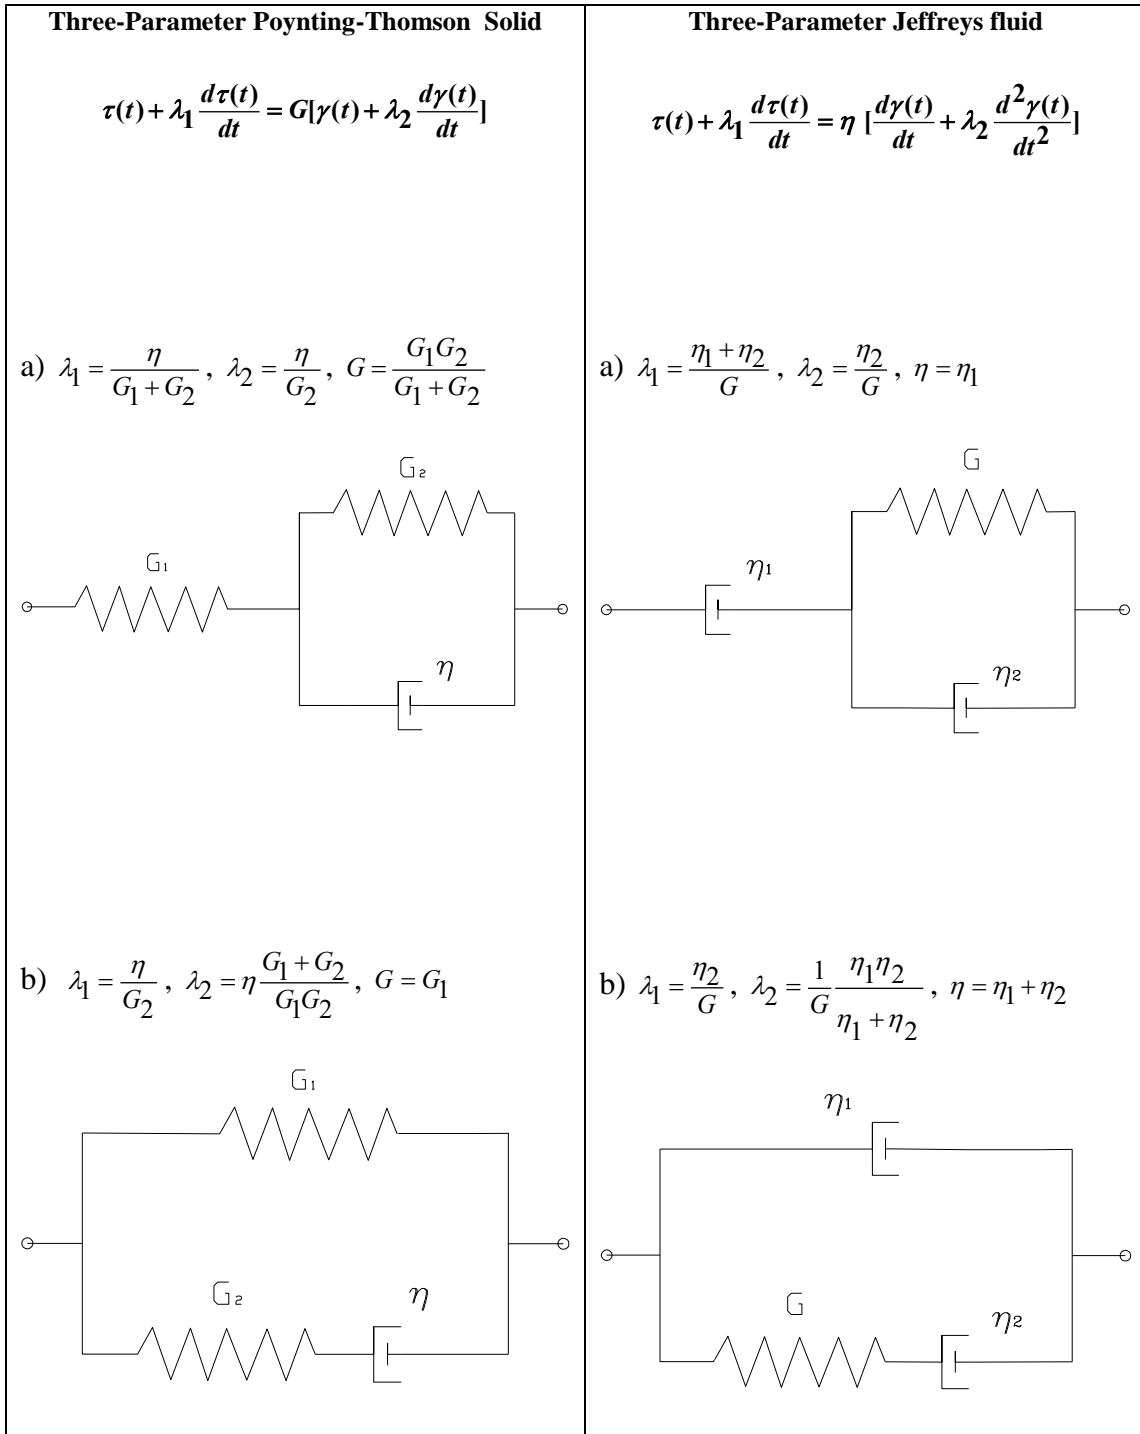 Three-Parameter Poynting-Thomson Solid
τ(t) + λ₁ dτ(t)/dt = G[γ(t) + λ₂ dγ(t)/dt]
a) λ₁ = η/(G₁ + G₂) , λ₂ = η/G₂ , G = G₁G₂/(G₁ + G₂)
G₂
G₁
η
b) λ₁ = η/G₂ , λ₂ = η (G₁ + G₂)/(G₁G₂) , G = G₁
G₁
G₂
η
Three-Parameter Jeffreys fluid
τ(t) + λ₁ dτ(t)/dt = η [dγ(t)/dt + λ₂ d²γ(t)/dt²]
a) λ₁ = (η₁ + η₂)/G , λ₂ = η₂/G , η = η₁
G
η₁
η₂
b) λ₁ = η₂/G , λ₂ = 1/G η₁η₂/(η₁ + η₂) , η = η₁ + η₂
η₁
G
η₂